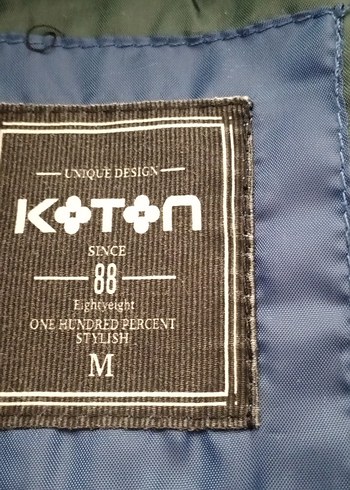 UNIQUE DESIGN
KOTON
SINCE
88
Eightyeight
ONE HUNDRED PERCENT
STYLISH
M